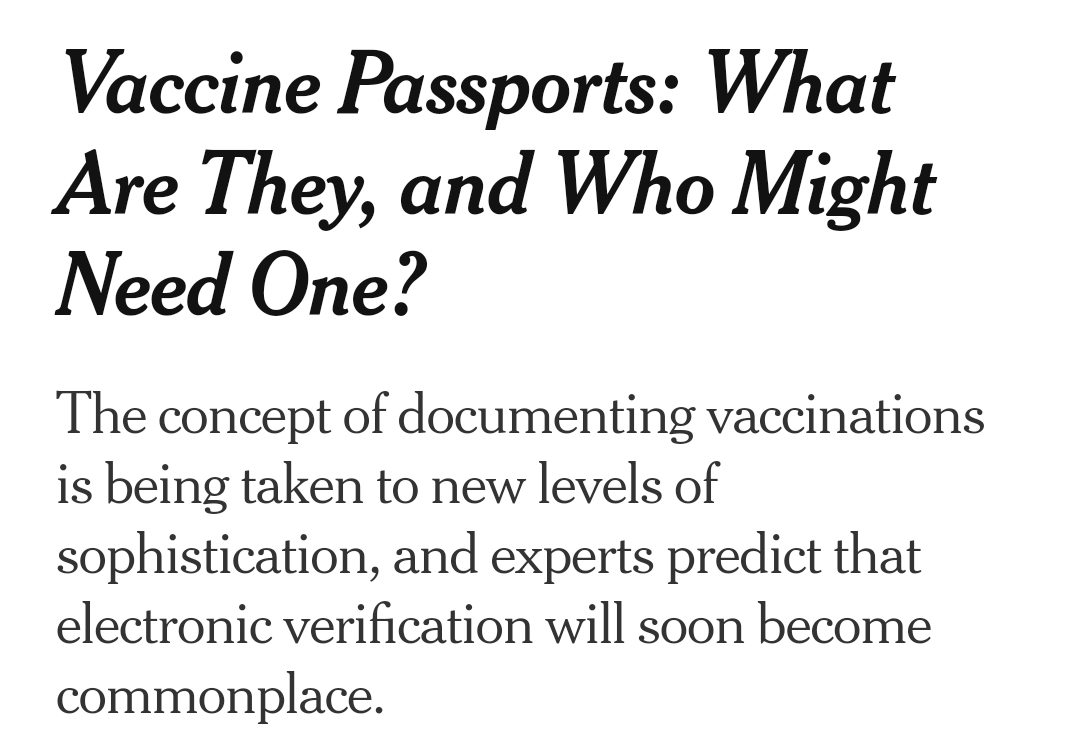 Vaccine Passports: What
Are They, and Who Might
Need One?
The concept of documenting vaccinations
is being taken to new levels of
sophistication, and experts predict that
electronic verification will soon become
commonplace.